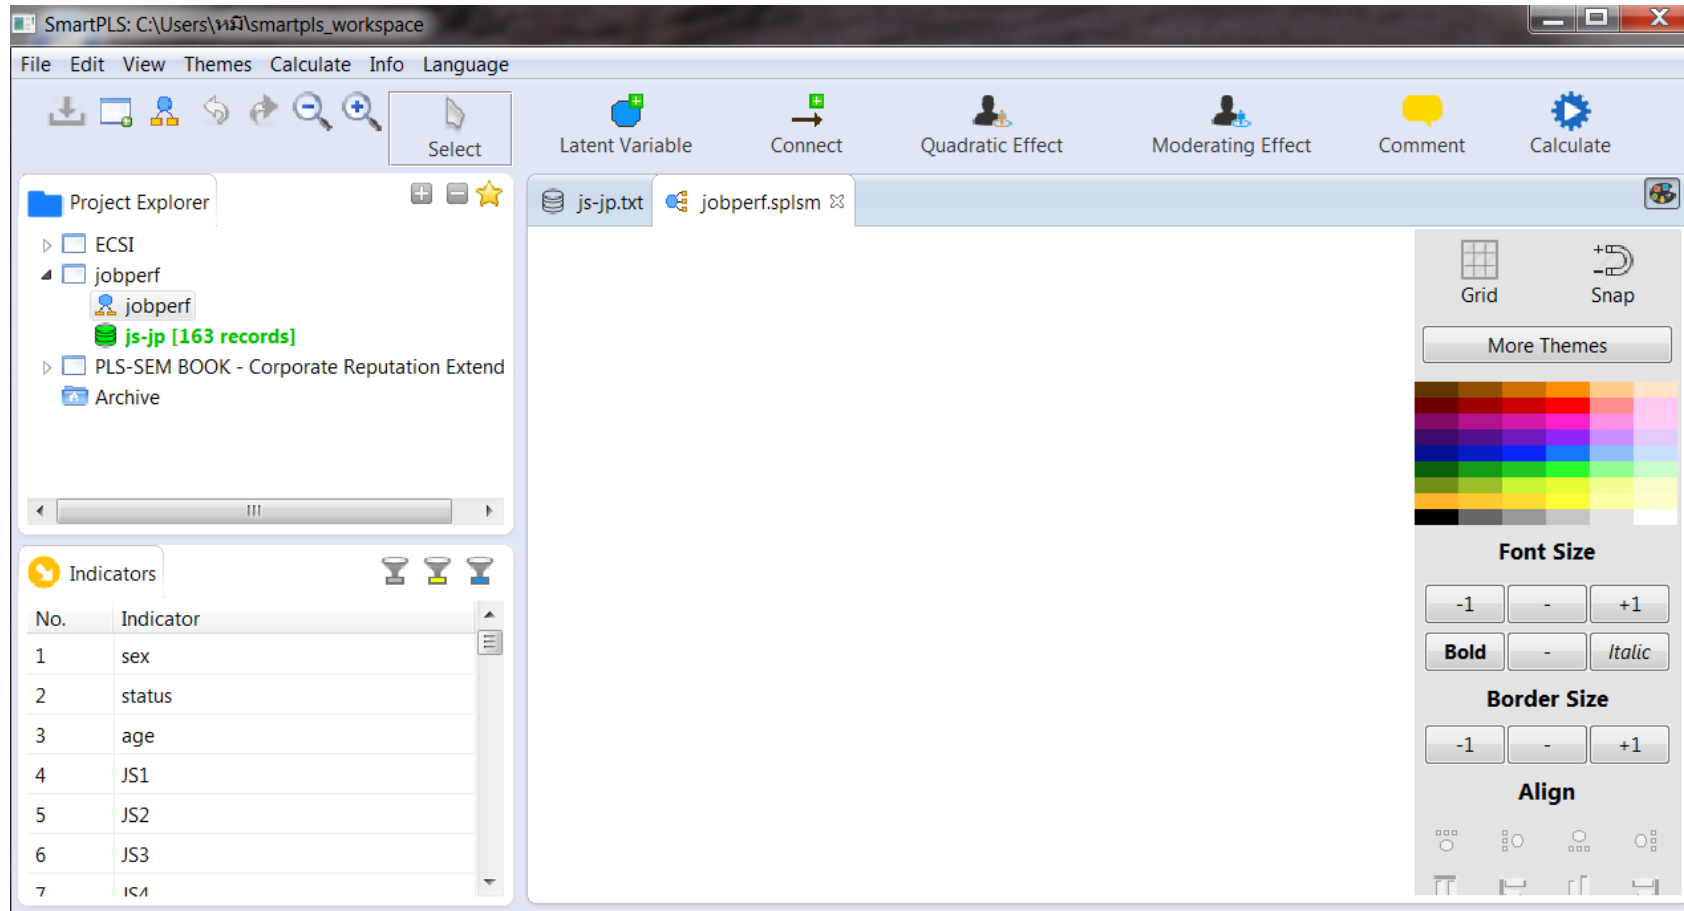 SmartPLS: C:\Users\หมี\smartpls_workspace
X
File Edit View Themes Calculate Info Language
Select
Latent Variable
Connect
Quadratic Effect
Moderating Effect
Comment
Calculate
Project Explorer
js-jp.txt
jobperf.splsm
ECSI
jobperf
jobperf
js-jp [163 records]
PLS-SEM BOOK - Corporate Reputation Extend
Archive
Indicators
No. Indicator
1 sex
2 status
3 age
4 JS1
5 JS2
6 JS3
7 JS4
Grid
Snap
More Themes
Font Size
-1 - +1
Bold - Italic
Border Size
-1 - +1
Align